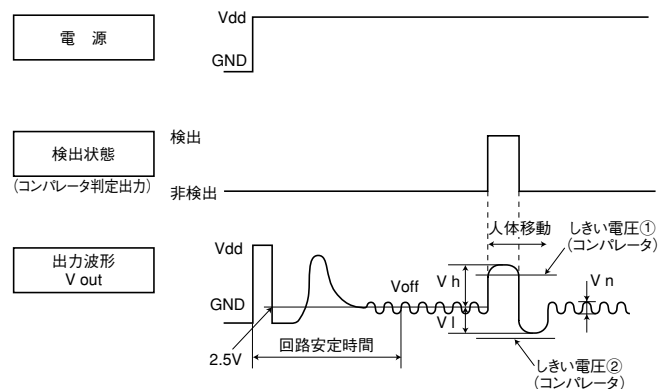 電 源
Vdd
GND
検出状態
(コンパレータ判定出力)
検出
非検出
人体移動
しきい電圧①
(コンパレータ)
出力波形
V out
Vdd
GND
2.5V
Voff
V h
V l
V n
回路安定時間
しきい電圧②
(コンパレータ)